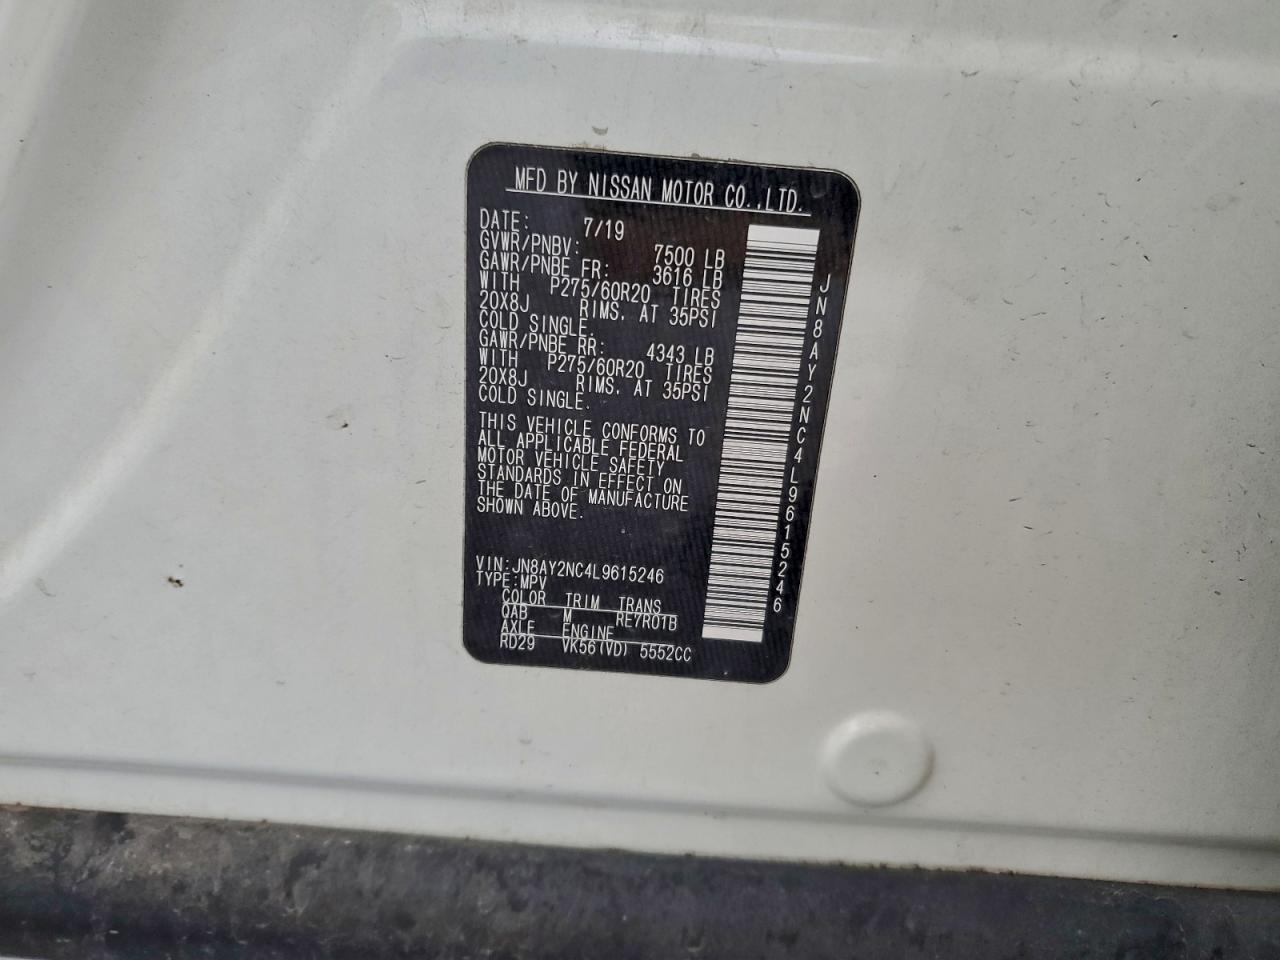 MFD BY NISSAN MOTOR CO.,LTD.
DATE: 7/19
GVWR/PNBV: 7500 LB
GAWR/PNBE FR: 3616 LB
WITH P275/60R20 TIRES
20X8J RIMS. AT 35PSI
COLD SINGLE.
GAWR/PNBE RR: 4343 LB
WITH P275/60R20 TIRES
20X8J RIMS. AT 35PSI
COLD SINGLE.
THIS VEHICLE CONFORMS TO
ALL APPLICABLE FEDERAL
MOTOR VEHICLE SAFETY
STANDARDS IN EFFECT ON
THE DATE OF MANUFACTURE
SHOWN ABOVE.
VIN:JN8AY2NC4L9615246
TYPE:MPV
COLOR TRIM TRANS
QAB M RE7R01B
AXLE ENGINE
RD29 VK56(VD) 5552CC
JN8AY2NC4L9615246